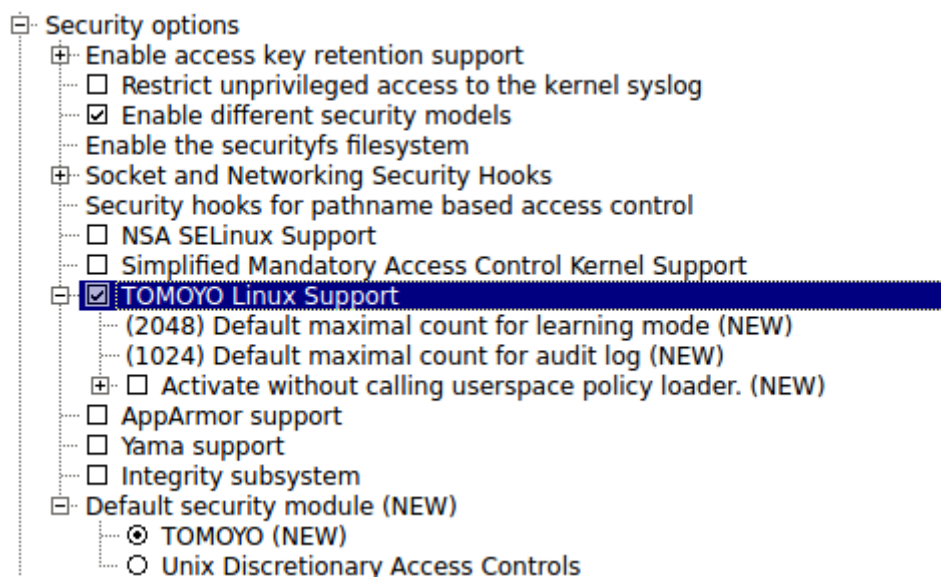 Security options
Enable access key retention support
Restrict unprivileged access to the kernel syslog
Enable different security models
Enable the securityfs filesystem
Socket and Networking Security Hooks
Security hooks for pathname based access control
NSA SELinux Support
Simplified Mandatory Access Control Kernel Support
TOMOYO Linux Support
(2048) Default maximal count for learning mode (NEW)
(1024) Default maximal count for audit log (NEW)
Activate without calling userspace policy loader. (NEW)
AppArmor support
Yama support
Integrity subsystem
Default security module (NEW)
TOMOYO (NEW)
Unix Discretionary Access Controls